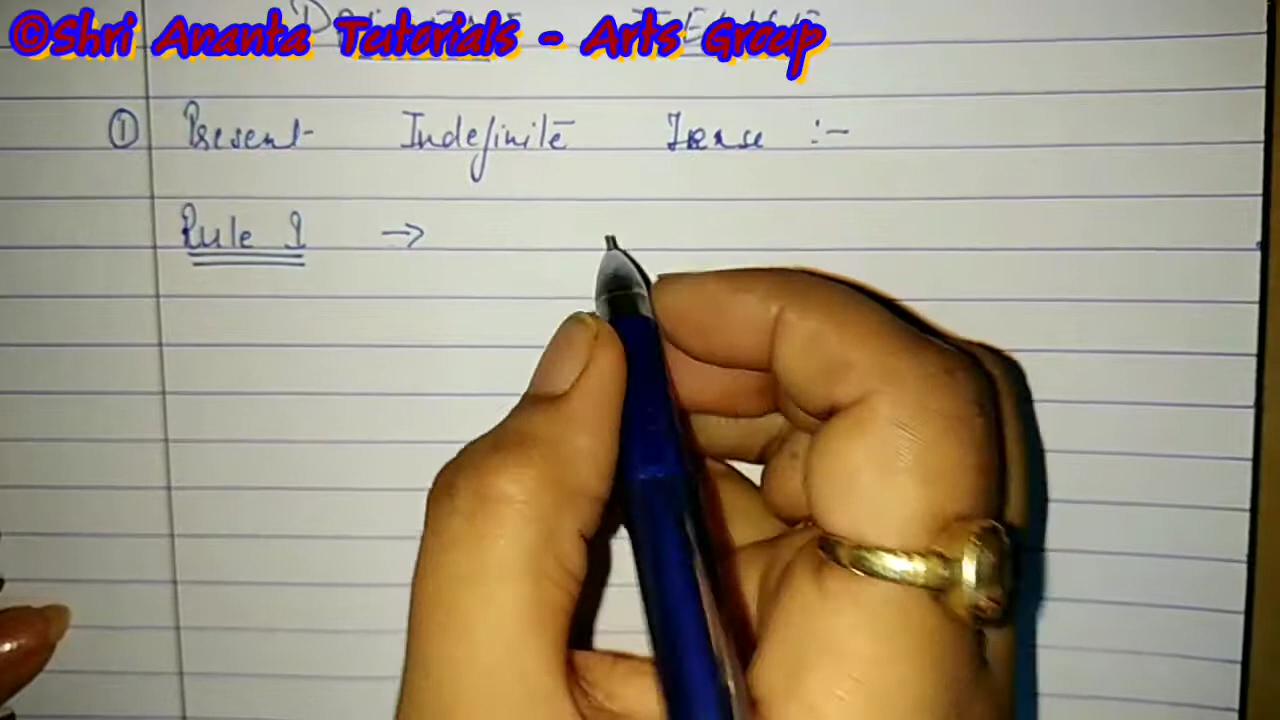 ©Shri Ananta Tutorials - Arts Group
① Present Indefinite Tense :-
Rule 1 →